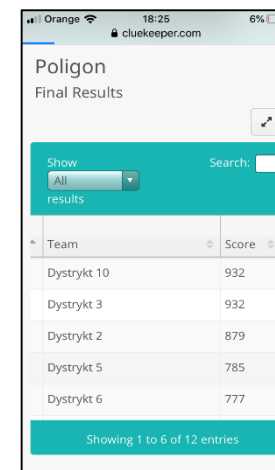 Orange 18:25 6%
cluekeeper.com
Poligon
Final Results
Show Search:
All
results
Team Score
Dystrykt 10 932
Dystrykt 3 932
Dystrykt 2 879
Dystrykt 5 785
Dystrykt 6 777
Showing 1 to 6 of 12 entries